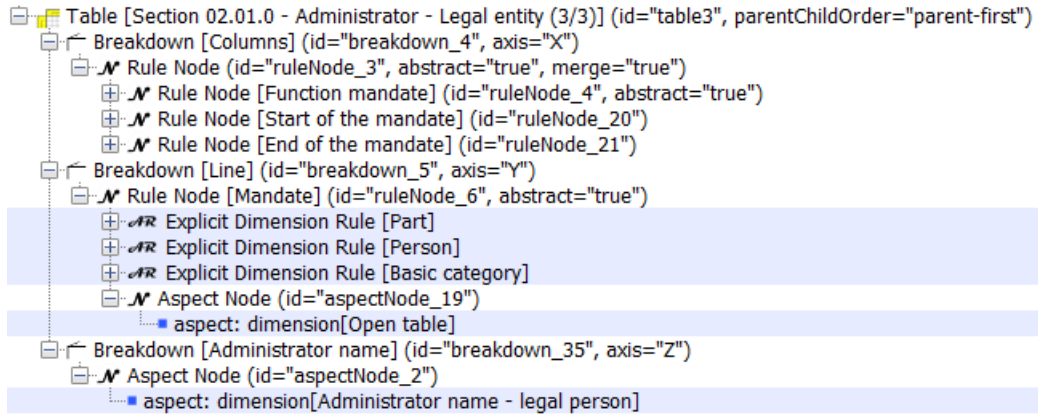 Table [Section 02.01.0 - Administrator - Legal entity (3/3)] (id="table3", parentChildOrder="parent-first")
Breakdown [Columns] (id="breakdown_4", axis="X")
N Rule Node (id="ruleNode_3", abstract="true", merge="true")
N Rule Node [Function mandate] (id="ruleNode_4", abstract="true")
N Rule Node [Start of the mandate] (id="ruleNode_20")
N Rule Node [End of the mandate] (id="ruleNode_21")
Breakdown [Line] (id="breakdown_5", axis="Y")
N Rule Node [Mandate] (id="ruleNode_6", abstract="true")
AR Explicit Dimension Rule [Part]
AR Explicit Dimension Rule [Person]
AR Explicit Dimension Rule [Basic category]
N Aspect Node (id="aspectNode_19")
aspect: dimension[Open table]
Breakdown [Administrator name] (id="breakdown_35", axis="Z")
N Aspect Node (id="aspectNode_2")
aspect: dimension[Administrator name - legal person]